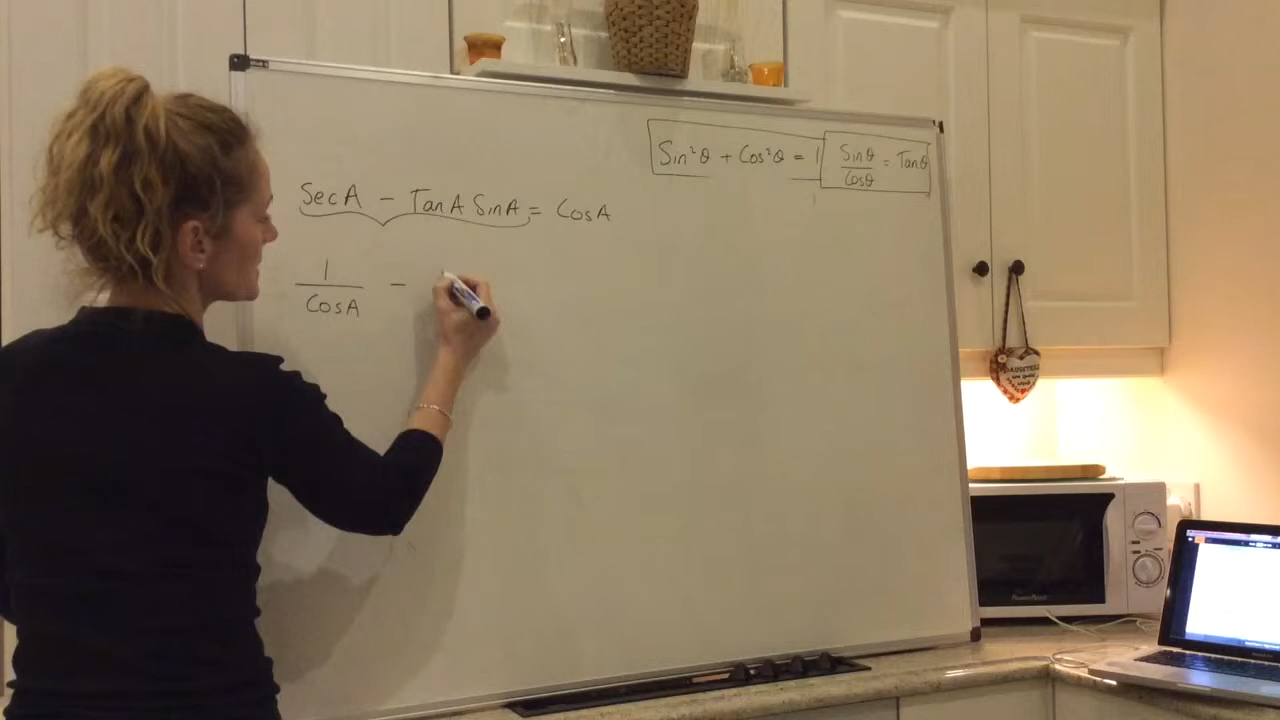 Sin²θ + Cos²θ = 1
Sinθ
Cosθ
= Tanθ
SecA - TanA SinA = CosA
1
CosA
-